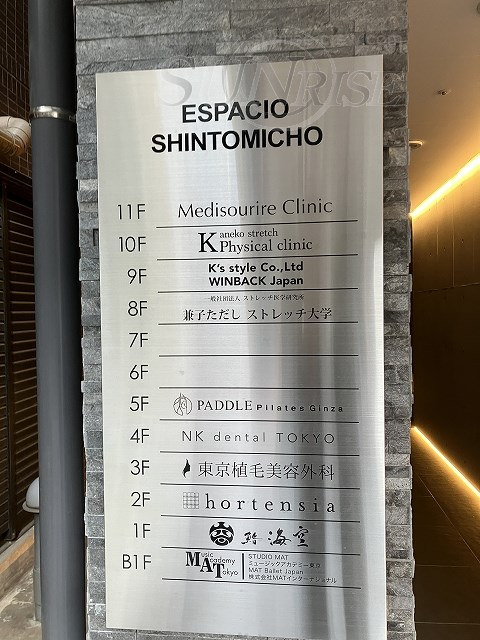 SUNRISE
ESPACIO
SHINTOMICHO
11F Medisourire Clinic
10F Kaneko stretch
Physical clinic
9F K's style Co.,Ltd
WINBACK Japan
一般社団法人 ストレッチ医学研究所
8F 兼子ただし ストレッチ大学
7F
6F
5F PADDLE Pilates Ginza
4F NK dental TOKYO
3F 東京植毛美容外科
2F hortensia
1F 鮨 海空
B1F Music Academy Tokyo
STUDIO MAT
ミュージックアカデミー東京
MAT Ballet Japan
株式会社MATインターナショナル